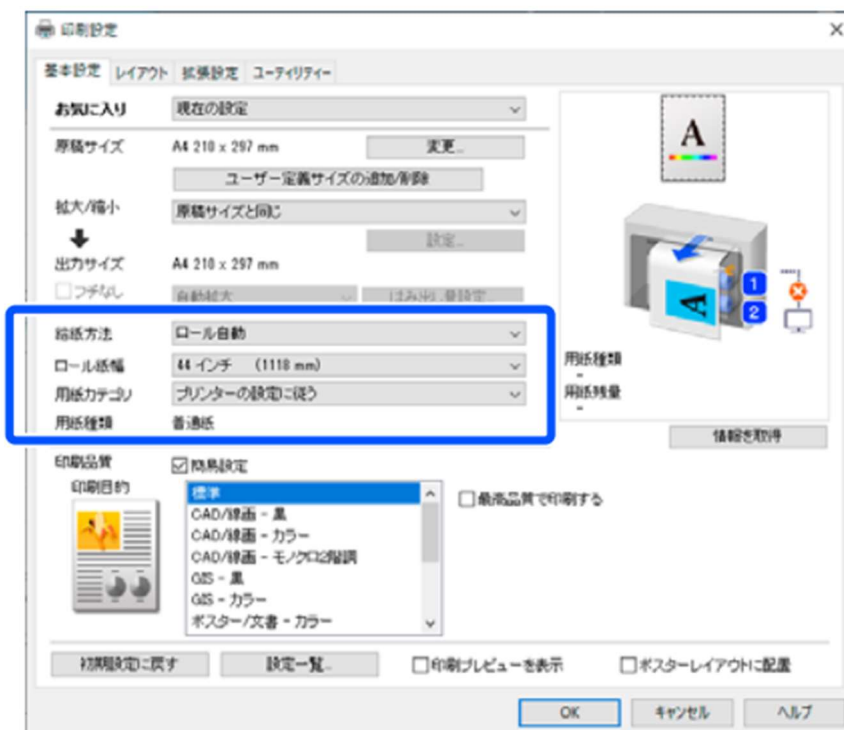 印刷設定
基本設定 レイアウト 拡張設定 ユーティリティー
お気に入り 現在の設定
原稿サイズ A4 210 x 297 mm 変更...
ユーザー定義サイズの追加/削除
拡大/縮小 原稿サイズと同じ
設定...
出力サイズ A4 210 x 297 mm
フチなし 自動拡大 はみ出し量設定...
給紙方法 ロール自動
ロール紙幅 44 インチ (1118 mm)
用紙カテゴリ プリンターの設定に従う
用紙種類 普通紙
A
A
1
2
用紙種類
-
用紙残量
-
情報を取得
印刷品質 簡易設定
印刷目的
標準
CAD/線画 - 黒
CAD/線画 - カラー
CAD/線画 - モノクロ2階調
GIS - 黒
GIS - カラー
ポスター/文書 - カラー
最高品質で印刷する
初期設定に戻す 設定一覧... 印刷プレビューを表示 ポスターレイアウトに配置
OK キャンセル ヘルプ